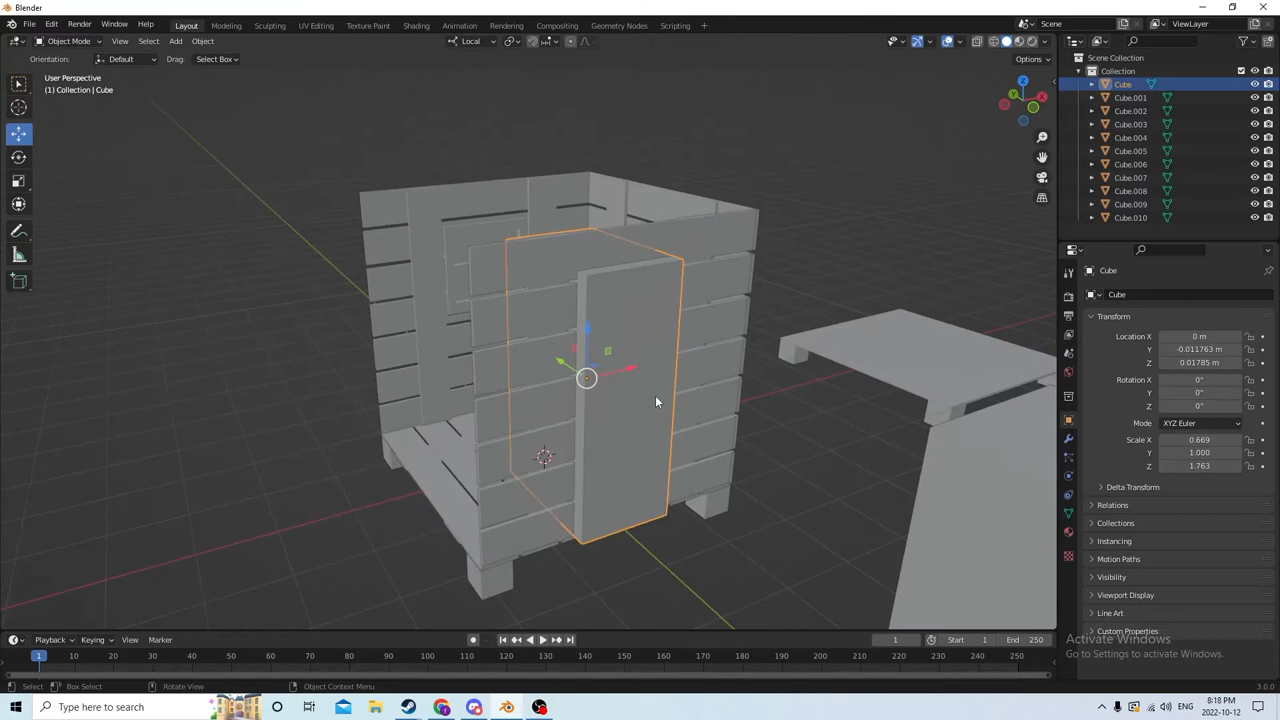 Blender
File Edit Render Window Help
Layout Modeling Sculpting UV Editing Texture Paint Shading Animation Rendering Compositing Geometry Nodes Scripting +
Scene
ViewLayer
Object Mode View Select Add Object
Local
Orientation: Default Drag: Select Box
Options
User Perspective
(1) Collection | Cube
Z
X
Y
Scene Collection
Collection
Cube
Cube.001
Cube.002
Cube.003
Cube.004
Cube.005
Cube.006
Cube.007
Cube.008
Cube.009
Cube.010
Cube
Cube
Transform
Location X 0 m
Y -0.011763 m
Z 0.01785 m
Rotation X 0°
Y 0°
Z 0°
Mode XYZ Euler
Scale X 0.669
Y 1.000
Z 1.763
Delta Transform
Relations
Collections
Instancing
Motion Paths
Visibility
Viewport Display
Line Art
Custom Properties
Activate Windows
Go to Settings to activate Windows.
Playback Keying View Marker
1 Start 1 End 250
1 10 20 30 40 50 60 70 80 90 100 110 120 130 140 150 160 170 180 190 200 210 220 230 240 250
Select Box Select Rotate View Object Context Menu
3.0.0
Type here to search
8:18 PM
2022-10-12